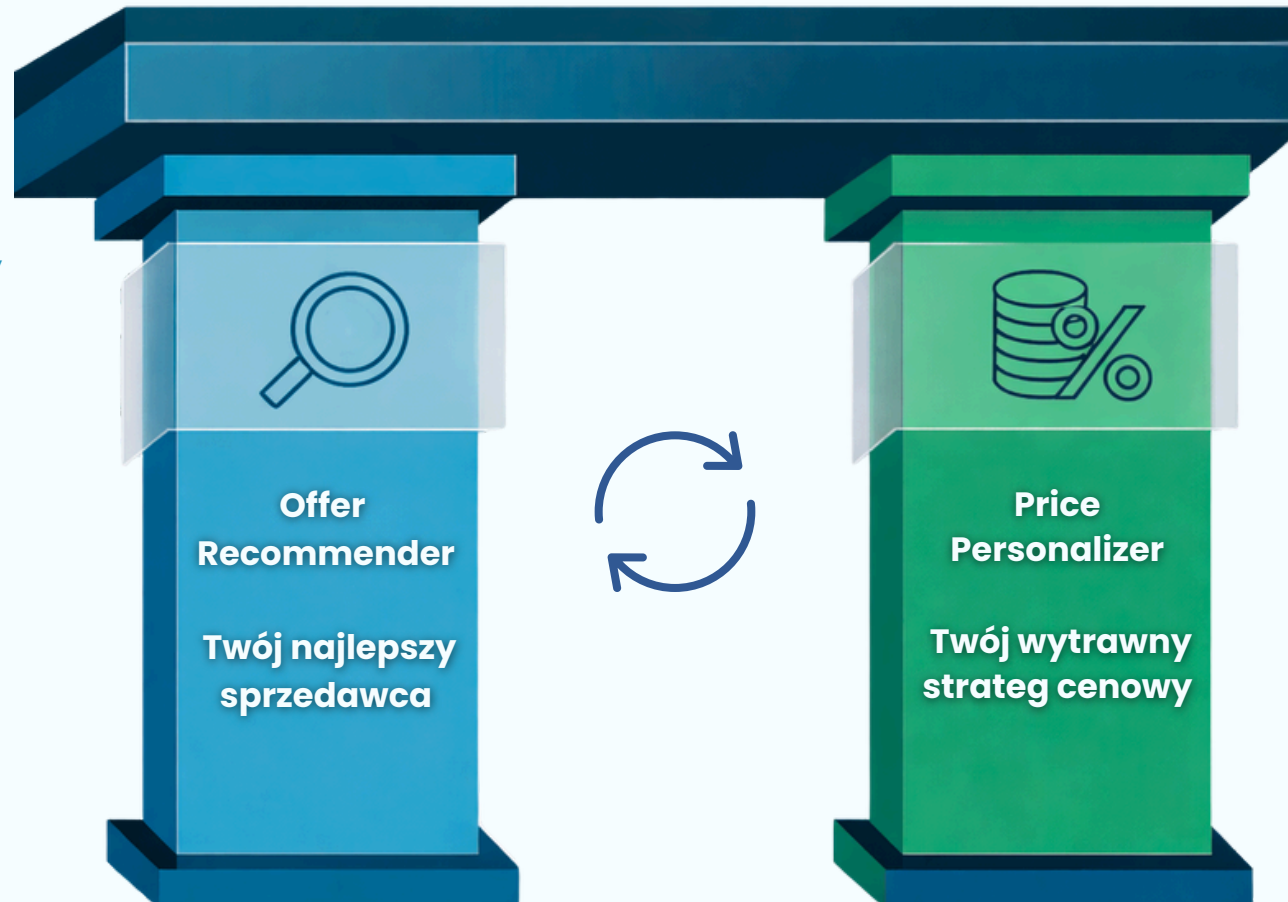 Offer
Recommender
Twój najlepszy
sprzedawca
Price
Personalizer
Twój wytrawny
strateg cenowy